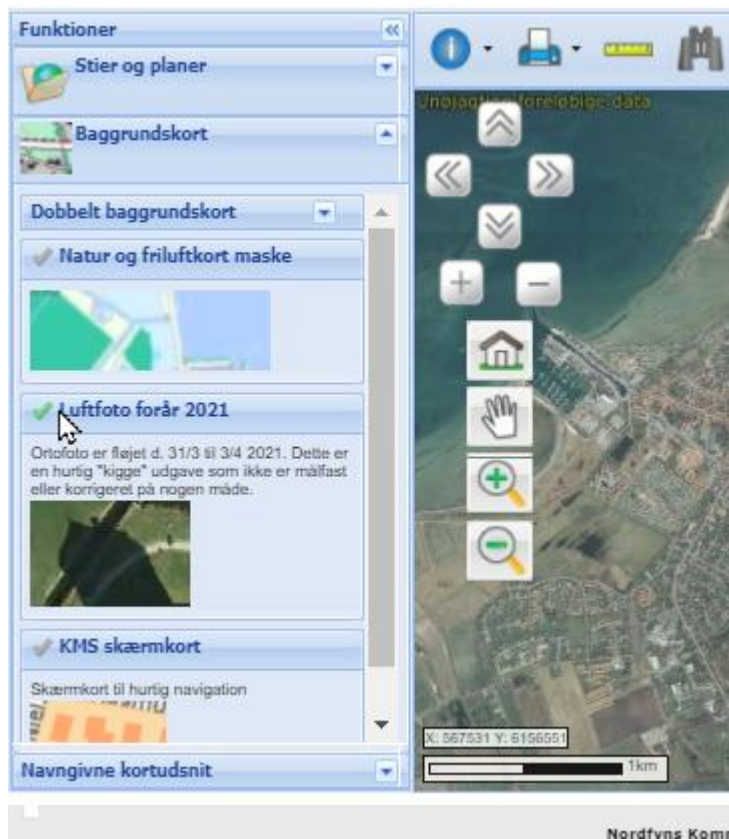 Funktioner
Stier og planer
Baggrundskort
Dobbelt baggrundskort
Natur og friluftkort maske
Luftfoto forår 2021
Ortofoto er fløjet d. 31/3 til 3/4 2021. Dette er
en hurtig "kigge" udgave som ikke er målfast
eller korrigeret på nogen måde.
KMS skærmkort
Skærmkort til hurtig navigation
Navngivne kortudsnit
foreløbige data
X: 567531 Y: 6156551
1km
Nordfyns Kom